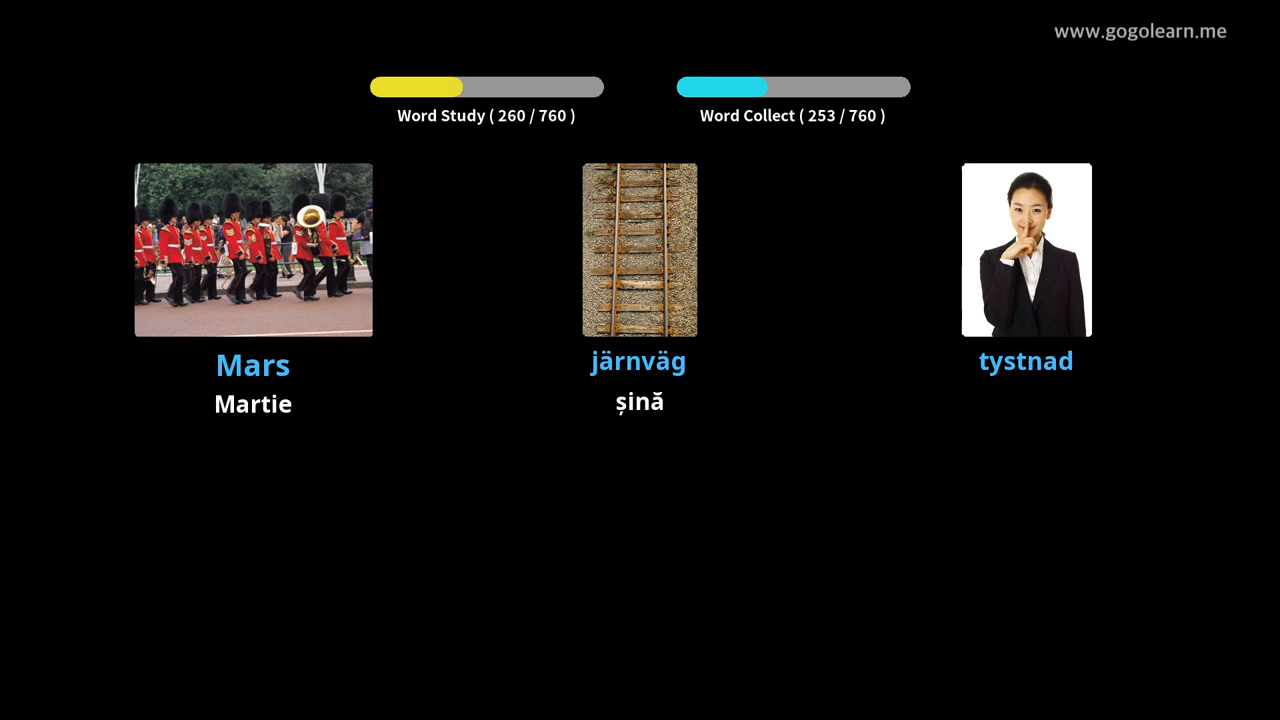 www.gogolearn.me
Word Study ( 260 / 760 )
Word Collect ( 253 / 760 )
Mars
Martie
järnväg
șină
tystnad